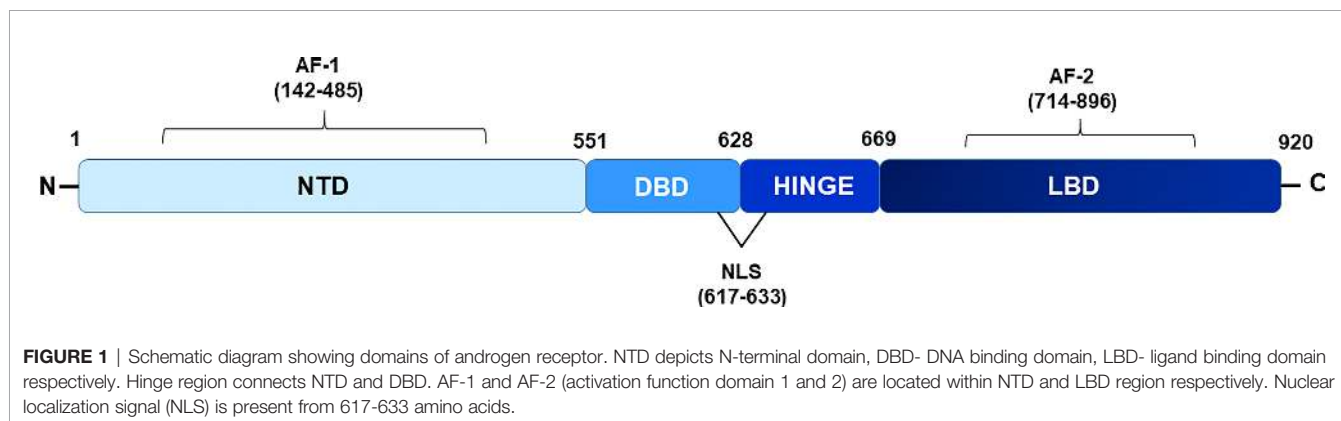 AF-1
(142-485)
AF-2
(714-896)
1
551
628
669
920
N
NTD
DBD
HINGE
LBD
C
NLS
(617-633)
FIGURE 1 | Schematic diagram showing domains of androgen receptor. NTD depicts N-terminal domain, DBD- DNA binding domain, LBD- ligand binding domain
respectively. Hinge region connects NTD and DBD. AF-1 and AF-2 (activation function domain 1 and 2) are located within NTD and LBD region respectively. Nuclear
localization signal (NLS) is present from 617-633 amino acids.